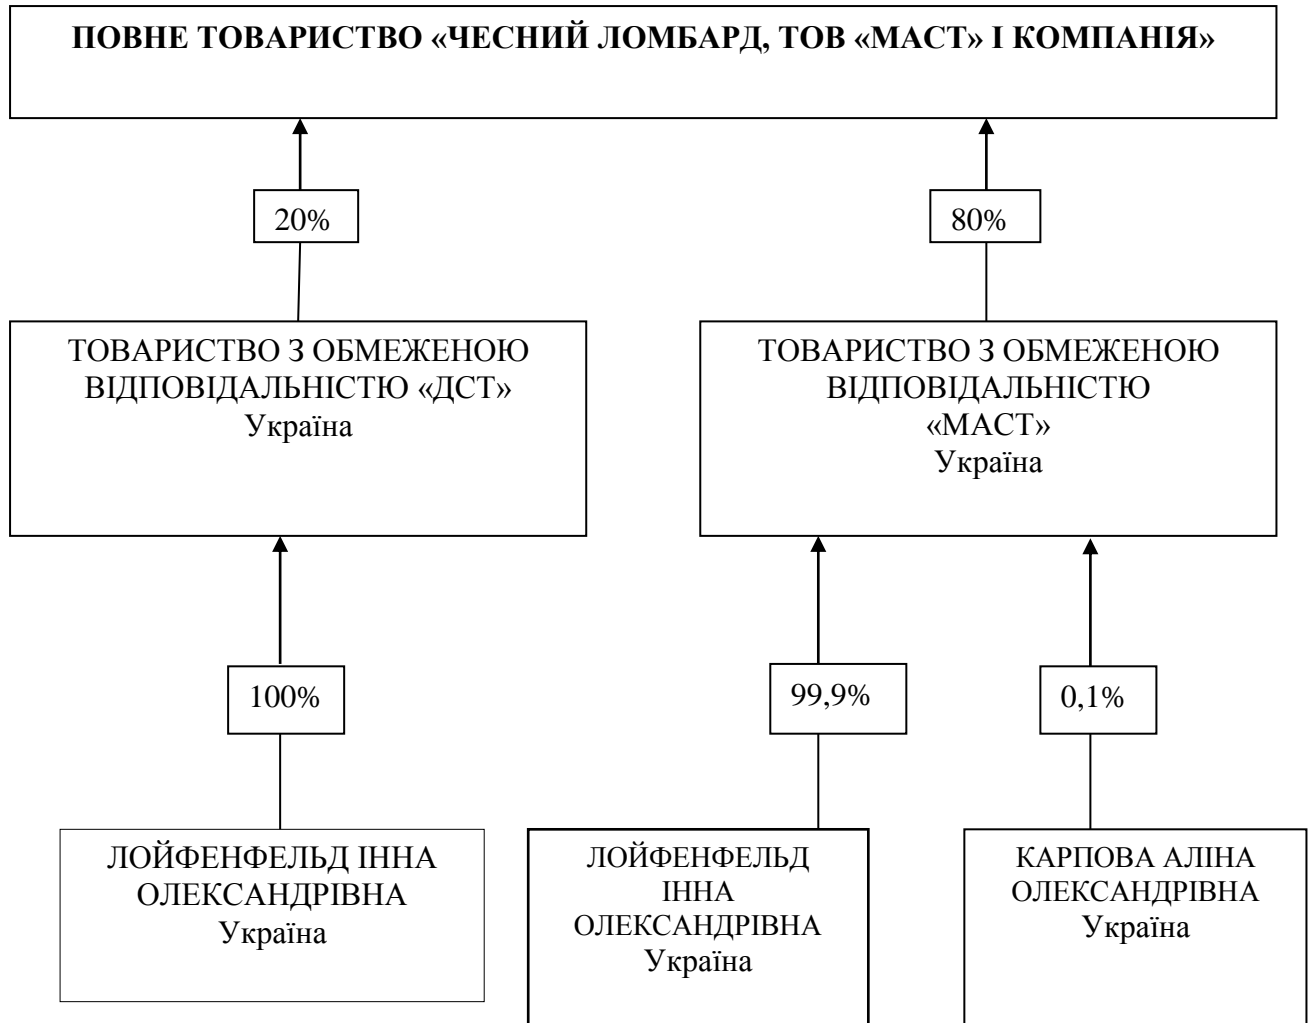 ПОВНЕ ТОВАРИСТВО «ЧЕСНИЙ ЛОМБАРД, ТОВ «МАСТ» І КОМПАНІЯ»
20%
80%
ТОВАРИСТВО З ОБМЕЖЕНОЮ
ВІДПОВІДАЛЬНІСТЮ «ДСТ»
Україна
ТОВАРИСТВО З ОБМЕЖЕНОЮ
ВІДПОВІДАЛЬНІСТЮ
«МАСТ»
Україна
100%
99,9%
0,1%
ЛОЙФЕНФЕЛЬД ІННА
ОЛЕКСАНДРІВНА
Україна
ЛОЙФЕНФЕЛЬД
ІННА
ОЛЕКСАНДРІВНА
Україна
КАРПОВА АЛІНА
ОЛЕКСАНДРІВНА
Україна